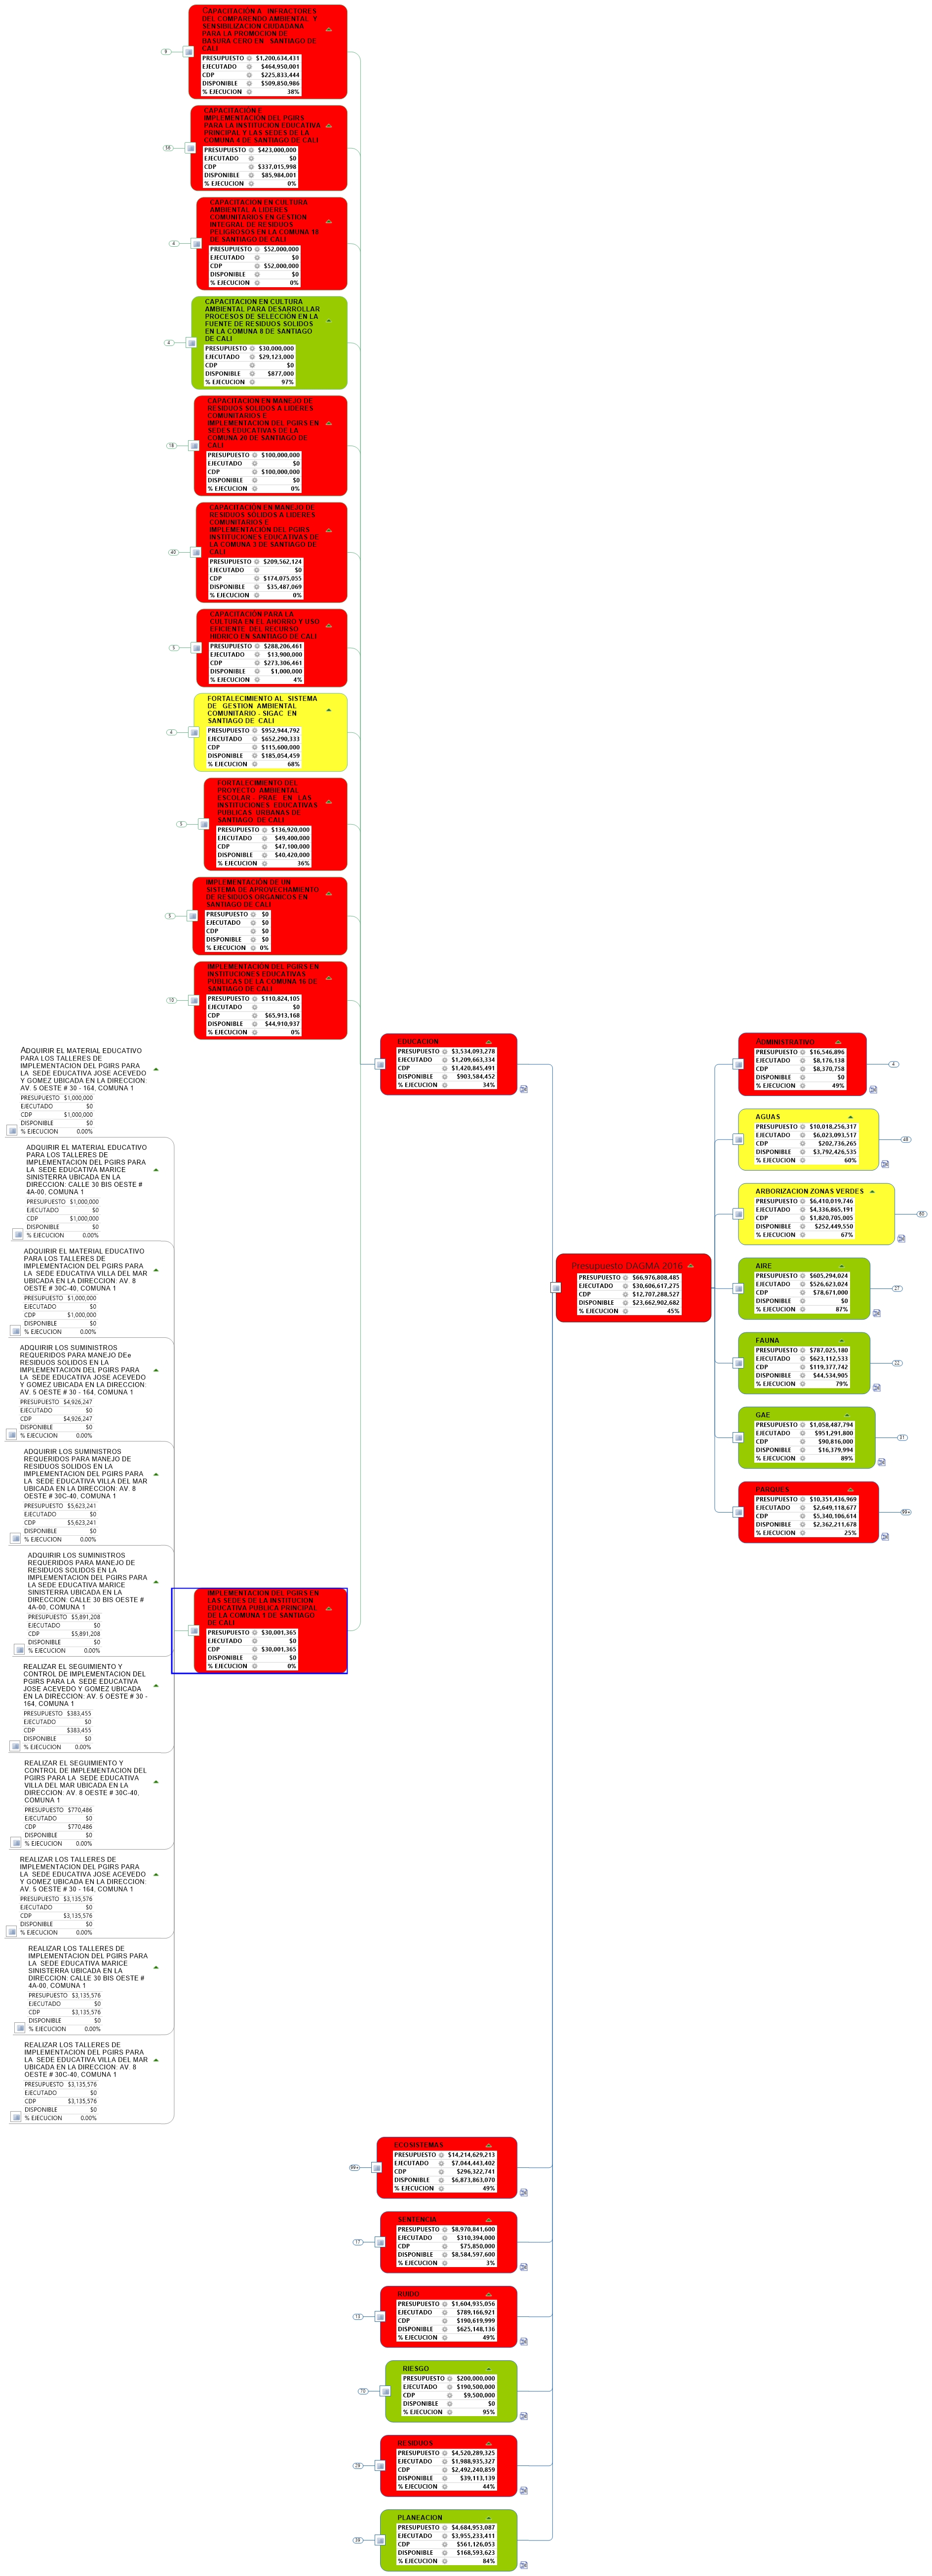 CAPACITACIÓN A INFRACTORES
DEL COMPARENDO AMBIENTAL Y
SENSIBILIZACION CIUDADANA
PARA LA PROMOCION DE
BASURA CERO EN SANTIAGO DE
CALI
PRESUPUESTO $1,200,634,431
EJECUTADO $464,950,001
CDP $225,833,444
DISPONIBLE $509,850,986
% EJECUCION 38%
CAPACITACIÓN E
IMPLEMENTACIÓN DEL PGIRS
PARA LA INSTITUCION EDUCATIVA
PRINCIPAL Y LAS SEDES DE LA
COMUNA 4 DE SANTIAGO DE CALI
PRESUPUESTO $423,000,000
EJECUTADO $0
CDP $337,015,998
DISPONIBLE $85,984,001
% EJECUCION 0%
CAPACITACION EN CULTURA
AMBIENTAL A LIDERES
COMUNITARIOS EN GESTION
INTEGRAL DE RESIDUOS
PELIGROSOS EN LA COMUNA 18
DE SANTIAGO DE CALI
PRESUPUESTO $52,000,000
EJECUTADO $0
CDP $52,000,000
DISPONIBLE $0
% EJECUCION 0%
4
CAPACITACION EN CULTURA
AMBIENTAL PARA DESARROLLAR
PROCESOS DE SELECCIÓN EN LA
FUENTE DE RESIDUOS SOLIDOS
EN LA COMUNA 8 DE SANTIAGO
DE CALI
PRESUPUESTO $30,000,000
EJECUTADO $29,123,000
CDP $0
DISPONIBLE $877,000
% EJECUCION 97%
4
CAPACITACION EN MANEJO DE
RESIDUOS SOLIDOS A LIDERES
COMUNITARIOS E
IMPLEMENTACION DEL PGIRS EN
SEDES EDUCATIVAS DE LA
COMUNA 20 DE SANTIAGO DE
CALI
PRESUPUESTO $100,000,000
EJECUTADO $0
CDP $100,000,000
DISPONIBLE $0
% EJECUCION 0%
CAPACITACIÓN EN MANEJO DE
RESIDUOS SOLIDOS A LIDERES
COMUNITARIOS E
IMPLEMENTACION DEL PGIRS
INSTITUCIONES EDUCATIVAS DE
LA COMUNA 3 DE SANTIAGO DE
CALI
PRESUPUESTO $209,562,124
EJECUTADO $0
CDP $174,075,055
DISPONIBLE $35,487,069
% EJECUCION 0%
40
CAPACITACIÓN PARA LA
CULTURA EN EL AHORRO Y USO
EFICIENTE DEL RECURSO
HIDRICO EN SANTIAGO DE CALI
PRESUPUESTO $288,206,461
EJECUTADO $13,900,000
CDP $273,306,461
DISPONIBLE $1,000,000
% EJECUCION 4%
5
FORTALECIMIENTO AL SISTEMA
DE GESTION AMBIENTAL
COMUNITARIO - SIGAC EN
SANTIAGO DE CALI
PRESUPUESTO $952,944,792
EJECUTADO $652,290,333
CDP $115,600,000
DISPONIBLE $185,054,459
% EJECUCION 68%
4
FORTALECIMIENTO DEL
PROYECTO AMBIENTAL
ESCOLAR - PRAE EN LAS
INSTITUCIONES EDUCATIVAS
PUBLICAS URBANAS DE
SANTIAGO DE CALI
PRESUPUESTO $136,920,000
EJECUTADO $49,400,000
CDP $47,100,000
DISPONIBLE $40,420,000
% EJECUCION 36%
5
IMPLEMENTACION DE UN
SISTEMA DE APROVECHAMIENTO
DE RESIDUOS ORGANICOS EN
SANTIAGO DE CALI
PRESUPUESTO $0
EJECUTADO $0
CDP $0
DISPONIBLE $0
% EJECUCION 0%
5
IMPLEMENTACIÓN DEL PGIRS EN
INSTITUCIONES EDUCATIVAS
PUBLICAS DE LA COMUNA 16 DE
SANTIAGO DE CALI
PRESUPUESTO $110,824,105
EJECUTADO $0
CDP $65,913,168
DISPONIBLE $44,910,937
% EJECUCION 0%
10
ADQUIRIR EL MATERIAL EDUCATIVO
PARA LOS TALLERES DE
IMPLEMENTACION DEL PGIRS PARA
LA SEDE EDUCATIVA JOSE ACEVEDO
Y GOMEZ UBICADA EN LA DIRECCION:
AV. 5 OESTE # 30 - 164, COMUNA 1
PRESUPUESTO $1,000,000
EJECUTADO $0
CDP $1,000,000
DISPONIBLE $0
% EJECUCION 0.00%
ADQUIRIR EL MATERIAL EDUCATIVO
PARA LOS TALLERES DE
IMPLEMENTACION DEL PGIRS PARA
LA SEDE EDUCATIVA MARICE
SINISTERRA UBICADA EN LA
DIRECCION: CALLE 30 BIS OESTE #
4A-00, COMUNA 1
PRESUPUESTO $1,000,000
EJECUTADO $0
CDP $1,000,000
DISPONIBLE $0
% EJECUCION 0.00%
ADQUIRIR EL MATERIAL EDUCATIVO
PARA LOS TALLERES DE
IMPLEMENTACION DEL PGIRS PARA
LA SEDE EDUCATIVA VILLA DEL MAR
UBICADA EN LA DIRECCION: AV. 8
OESTE # 30C-40, COMUNA 1
PRESUPUESTO $1,000,000
EJECUTADO $0
CDP $1,000,000
DISPONIBLE $0
% EJECUCION 0.00%
ADQUIRIR LOS SUMINISTROS
REQUERIDOS PARA MANEJO DEe
RESIDUOS SOLIDOS EN LA
IMPLEMENTACION DEL PGIRS PARA
LA SEDE EDUCATIVA JOSE ACEVEDO
Y GOMEZ UBICADA EN LA DIRECCION:
AV. 5 OESTE # 30 - 164, COMUNA 1
PRESUPUESTO $4,926,247
EJECUTADO $0
CDP $4,926,247
DISPONIBLE $0
% EJECUCION 0.00%
ADQUIRIR LOS SUMINISTROS
REQUERIDOS PARA MANEJO DE
RESIDUOS SOLIDOS EN LA
IMPLEMENTACION DEL PGIRS PARA
LA SEDE EDUCATIVA VILLA DEL MAR
UBICADA EN LA DIRECCION: AV. 8
OESTE # 30C-40, COMUNA 1
PRESUPUESTO $5,623,241
EJECUTADO $0
CDP $5,623,241
DISPONIBLE $0
% EJECUCION 0.00%
ADQUIRIR LOS SUMINISTROS
REQUERIDOS PARA MANEJO DE
RESIDUOS SOLIDOS EN LA
IMPLEMENTACION DEL PGIRS PARA
LA SEDE EDUCATIVA MARICE
SINISTERRA UBICADA EN LA
DIRECCION: CALLE 30 BIS OESTE #
4A-00, COMUNA 1
PRESUPUESTO $5,891,208
EJECUTADO $0
CDP $5,891,208
DISPONIBLE $0
% EJECUCION 0.00%
REALIZAR EL SEGUIMIENTO Y
CONTROL DE IMPLEMENTACION DEL
PGIRS PARA LA SEDE EDUCATIVA
JOSE ACEVEDO Y GOMEZ UBICADA
EN LA DIRECCION: AV. 5 OESTE # 30 -
164, COMUNA 1
PRESUPUESTO $383,455
EJECUTADO $0
CDP $383,455
DISPONIBLE $0
% EJECUCION 0.00%
REALIZAR EL SEGUIMIENTO Y
CONTROL DE IMPLEMENTACION DEL
PGIRS PARA LA SEDE EDUCATIVA
VILLA DEL MAR UBICADA EN LA
DIRECCION: AV. 8 OESTE # 30C-40,
COMUNA 1
PRESUPUESTO $770,486
EJECUTADO $0
CDP $770,486
DISPONIBLE $0
% EJECUCION 0.00%
REALIZAR LOS TALLERES DE
IMPLEMENTACION DEL PGIRS PARA
LA SEDE EDUCATIVA JOSE ACEVEDO
Y GOMEZ UBICADA EN LA DIRECCION:
AV. 5 OESTE # 30 - 164, COMUNA 1
PRESUPUESTO $3,135,576
EJECUTADO $0
CDP $3,135,576
DISPONIBLE $0
% EJECUCION 0.00%
REALIZAR LOS TALLERES DE
IMPLEMENTACION DEL PGIRS PARA
LA SEDE EDUCATIVA MARICE
SINISTERRA UBICADA EN LA
DIRECCION: CALLE 30 BIS OESTE #
4A-00, COMUNA 1
PRESUPUESTO $3,135,576
EJECUTADO $0
CDP $3,135,576
DISPONIBLE $0
% EJECUCION 0.00%
REALIZAR LOS TALLERES DE
IMPLEMENTACION DEL PGIRS PARA
LA SEDE EDUCATIVA VILLA DEL MAR
UBICADA EN LA DIRECCION: AV. 8
OESTE # 30C-40, COMUNA 1
PRESUPUESTO $3,135,576
EJECUTADO $0
CDP $3,135,576
DISPONIBLE $0
% EJECUCION 0.00%
IMPLEMENTACION DEL PGIRS EN
LAS SEDES DE LA INSTITUCION
EDUCATIVA PUBLICA PRINCIPAL
DE LA COMUNA 1 DE SANTIAGO
DE CALI
PRESUPUESTO $30,001,365
EJECUTADO $0
CDP $30,001,365
DISPONIBLE $0
% EJECUCION 0%
EDUCACION
PRESUPUESTO $3,534,093,278
EJECUTADO $1,209,663,334
CDP $1,420,845,491
DISPONIBLE $903,584,452
% EJECUCION 34%
Presupuesto DAGMA 2016
PRESUPUESTO $66,976,808,485
EJECUTADO $30,606,617,275
CDP $12,707,288,527
DISPONIBLE $23,662,902,682
% EJECUCION 45%
ADMINISTRATIVO
PRESUPUESTO $16,546,896
EJECUTADO $8,176,138
CDP $8,370,758
DISPONIBLE $0
% EJECUCION 49%
4
AGUAS
PRESUPUESTO $10,018,256,317
EJECUTADO $6,023,093,517
CDP $202,736,265
DISPONIBLE $3,792,426,535
% EJECUCION 60%
ARBORIZACION ZONAS VERDES
PRESUPUESTO $6,410,019,746
EJECUTADO $4,336,865,191
CDP $1,820,705,005
DISPONIBLE $252,449,550
% EJECUCION 67%
AIRE
PRESUPUESTO $605,294,024
EJECUTADO $526,623,024
CDP $78,671,000
DISPONIBLE $0
% EJECUCION 87%
27
FAUNA
PRESUPUESTO $787,025,180
EJECUTADO $623,112,533
CDP $119,377,742
DISPONIBLE $44,534,905
% EJECUCION 79%
22
GAE
PRESUPUESTO $1,058,487,794
EJECUTADO $951,291,800
CDP $90,816,000
DISPONIBLE $16,379,994
% EJECUCION 89%
31
PARQUES
PRESUPUESTO $10,351,436,969
EJECUTADO $2,649,118,677
CDP $5,340,106,614
DISPONIBLE $2,362,211,678
% EJECUCION 25%
99+
ECOSISTEMAS
PRESUPUESTO $14,214,629,213
EJECUTADO $7,044,443,402
CDP $296,322,741
DISPONIBLE $6,873,863,070
% EJECUCION 49%
99+
SENTENCIA
PRESUPUESTO $8,970,841,600
EJECUTADO $310,394,000
CDP $75,850,000
DISPONIBLE $8,584,597,600
% EJECUCION 3%
17
RUIDO
PRESUPUESTO $1,604,935,056
EJECUTADO $789,166,921
CDP $190,619,999
DISPONIBLE $625,148,136
% EJECUCION 49%
13
RIESGO
PRESUPUESTO $200,000,000
EJECUTADO $190,500,000
CDP $9,500,000
DISPONIBLE $0
% EJECUCION 95%
RESIDUOS
PRESUPUESTO $4,520,289,325
EJECUTADO $1,988,935,327
CDP $2,492,240,859
DISPONIBLE $39,113,139
% EJECUCION 44%
PLANEACION
PRESUPUESTO $4,684,953,087
EJECUTADO $3,955,233,411
CDP $561,126,053
DISPONIBLE $168,593,623
% EJECUCION 84%